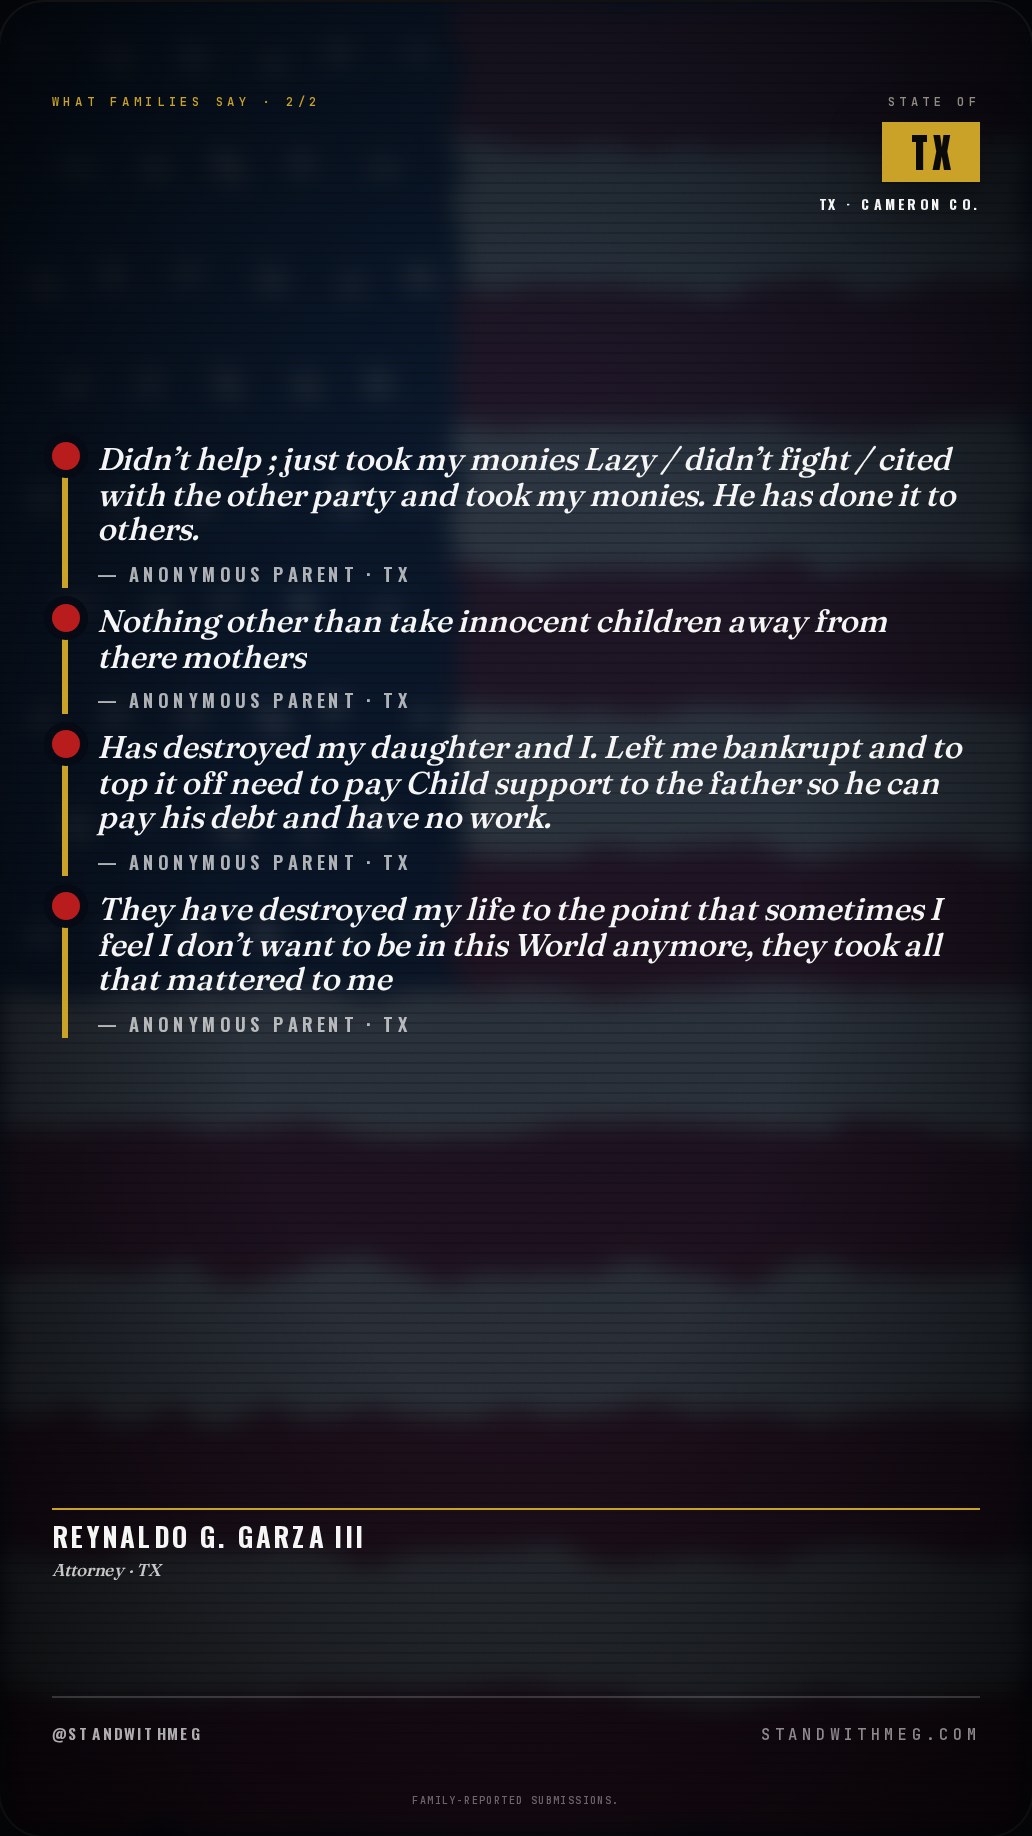 WHAT FAMILIES SAY · 2/2
STATE OF
TX
TX · CAMERON CO.
Didn’t help ; just took my monies Lazy / didn’t fight / cited
with the other party and took my monies. He has done it to
others.
— ANONYMOUS PARENT · TX
Nothing other than take innocent children away from
there mothers
— ANONYMOUS PARENT · TX
Has destroyed my daughter and I. Left me bankrupt and to
top it off need to pay Child support to the father so he can
pay his debt and have no work.
— ANONYMOUS PARENT · TX
They have destroyed my life to the point that sometimes I
feel I don’t want to be in this World anymore, they took all
that mattered to me
— ANONYMOUS PARENT · TX
REYNALDO G. GARZA III
Attorney · TX
@STANDWITHMEG
STANDWITHMEG.COM
FAMILY-REPORTED SUBMISSIONS.